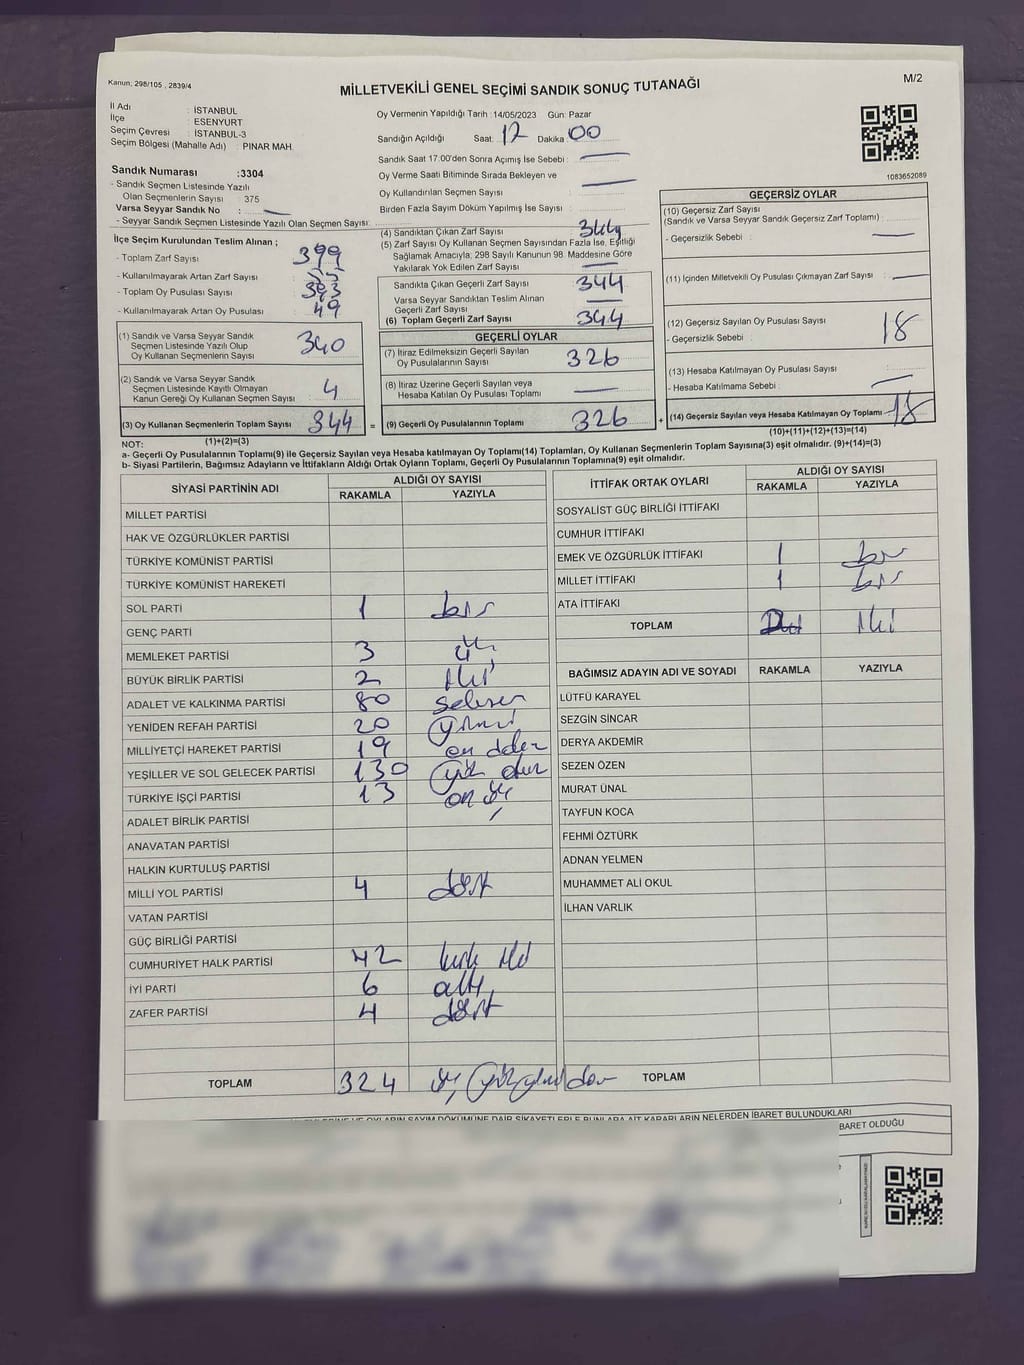 Kanun; 298/105 , 2839/4
MİLLETVEKİLİ GENEL SEÇİMİ SANDIK SONUÇ TUTANAĞI
M/2
İl Adı : İSTANBUL
İlçe : ESENYURT
Seçim Çevresi : İSTANBUL-3
Seçim Bölgesi (Mahalle Adı) : PINAR MAH.
Sandık Numarası :3304
- Sandık Seçmen Listesinde Yazılı
Olan Seçmenlerin Sayısı : 375
Varsa Seyyar Sandık No :
- Seyyar Sandık Listesinde Yazılı Olan Seçmen Sayısı:
Oy Vermenin Yapıldığı Tarih : 14/05/2023 Gün: Pazar
Sandığın Açıldığı Saat: 17 Dakika: 00
Sandık Saat 17:00'den Sonra Açımış İse Sebebi :
Oy Verme Saati Bitiminde Sırada Bekleyen ve
Oy Kullandırılan Seçmen Sayısı :
Birden Fazla Sayım Döküm Yapılmış İse Sayısı :
1083652089
İlçe Seçim Kurulundan Teslim Alınan ;
- Toplam Zarf Sayısı : 399
- Kullanılmayarak Artan Zarf Sayısı : 55
- Toplam Oy Pusulası Sayısı : 393
- Kullanılmayarak Artan Oy Pusulası : 49
(1) Sandık ve Varsa Seyyar Sandık
Seçmen Listesinde Yazılı Olup
Oy Kullanan Seçmenlerin Sayısı : 340
(2) Sandık ve Varsa Seyyar Sandık
Seçmen Listesinde Kayıtlı Olmayan
Kanun Gereği Oy Kullanan Seçmen Sayısı : 4
(3) Oy Kullanan Seçmenlerin Toplam Sayısı 344 =
(1)+(2)=(3)
(4) Sandıktan Çıkan Zarf Sayısı : 344
(5) Zarf Sayısı Oy Kullanan Seçmen Sayısından Fazla İse, Eşitliği
Sağlamak Amacıyla; 298 Sayılı Kanunun 98. Maddesine Göre
Yakılarak Yok Edilen Zarf Sayısı
Sandıkta Çıkan Geçerli Zarf Sayısı : 344
Varsa Seyyar Sandıktan Teslim Alınan
Geçerli Zarf Sayısı
(6) Toplam Geçerli Zarf Sayısı : 344
GEÇERLİ OYLAR
(7) İtiraz Edilmeksizin Geçerli Sayılan
Oy Pusulalarının Sayısı : 326
(8) İtiraz Üzerine Geçerli Sayılan veya
Hesaba Katılan Oy Pusulası Toplamı
(9) Geçerli Oy Pusulalarının Toplamı 326 +
GEÇERSİZ OYLAR
(10) Geçersiz Zarf Sayısı
(Sandık ve Varsa Seyyar Sandık Geçersiz Zarf Toplamı) :
- Geçersizlik Sebebi :
(11) İçinden Milletvekili Oy Pusulası Çıkmayan Zarf Sayısı :
(12) Geçersiz Sayılan Oy Pusulası Sayısı : 18
- Geçersizlik Sebebi :
(13) Hesaba Katılmayan Oy Pusulası Sayısı :
- Hesaba Katılmama Sebebi :
(14) Geçersiz Sayılan veya Hesaba Katılmayan Oy Toplamı : 18
(10)+(11)+(12)+(13)=(14)
NOT:
a- Geçerli Oy Pusulasının Toplamı(9) ile Geçersiz Sayılan veya Hesaba katılmayan Oy Toplamı(14) Toplamları, Oy Kullanan Seçmenlerin Toplam Sayısına(3) eşit olmalıdır. (9)+(14)=(3)
b- Siyasi Partilerin, Bağımsız Adayların ve İttifakların Aldığı Ortak Oyların Toplamı, Geçerli Oy Pusulalarının Toplamına(9) eşit olmalıdır.
SİYASİ PARTİNİN ADI ALDIĞI OY SAYISI
RAKAMLA YAZIYLA
MİLLET PARTİSİ
HAK VE ÖZGÜRLÜKLER PARTİSİ
TÜRKİYE KOMÜNİST PARTİSİ
TÜRKİYE KOMÜNİST HAREKETİ
SOL PARTİ 1 bir
GENÇ PARTİ
MEMLEKET PARTİSİ 3 üç
BÜYÜK BİRLİK PARTİSİ 2 iki
ADALET VE KALKINMA PARTİSİ 80 seksen
YENİDEN REFAH PARTİSİ 20 yirmi
MİLLİYETÇİ HAREKET PARTİSİ 19 on dokuz
YEŞİLLER VE SOL GELECEK PARTİSİ 130 yüz otuz
TÜRKİYE İŞÇİ PARTİSİ 13 on üç
ADALET BİRLİK PARTİSİ
ANAVATAN PARTİSİ
HALKIN KURTULUŞ PARTİSİ
MİLLİ YOL PARTİSİ 4 dört
VATAN PARTİSİ
GÜÇ BİRLİĞİ PARTİSİ
CUMHURİYET HALK PARTİSİ 42 kırk iki
İYİ PARTİ 6 altı
ZAFER PARTİSİ 4 dört
TOPLAM 324
İTTİFAK ORTAK OYLARI ALDIĞI OY SAYISI
RAKAMLA YAZIYLA
SOSYALİST GÜÇ BİRLİĞİ İTTİFAKI
CUMHUR İTTİFAKI
EMEK VE ÖZGÜRLÜK İTTİFAKI 1 bir
MİLLET İTTİFAKI 1 bir
ATA İTTİFAKI
TOPLAM iki
BAĞIMSIZ ADAYIN ADI VE SOYADI RAKAMLA YAZIYLA
LÜTFÜ KARAYEL
SEZGİN SİNCAR
DERYA AKDEMİR
SEZEN ÖZEN
MURAT ÜNAL
TAYFUN KOCA
FEHMİ ÖZTÜRK
ADNAN YELMEN
MUHAMMET ALİ OKUL
İLHAN VARLIK
TOPLAM
VE OYLARIN SAYIM DÖKÜMÜNE DAİR ŞİKAYETLERLE BUNLARA AİT KARARLARIN NELERDEN İBARET BULUNDUKLARI
BARET OLDUĞU